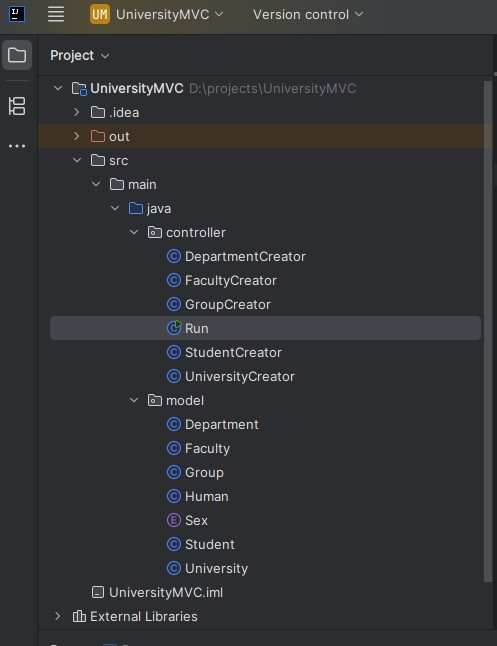 UM UniversityMVC Version control
Project
UniversityMVC D:\projects\UniversityMVC
.idea
out
src
main
java
controller
C DepartmentCreator
C FacultyCreator
C GroupCreator
C Run
C StudentCreator
C UniversityCreator
model
C Department
C Faculty
C Group
C Human
E Sex
C Student
C University
UniversityMVC.iml
External Libraries